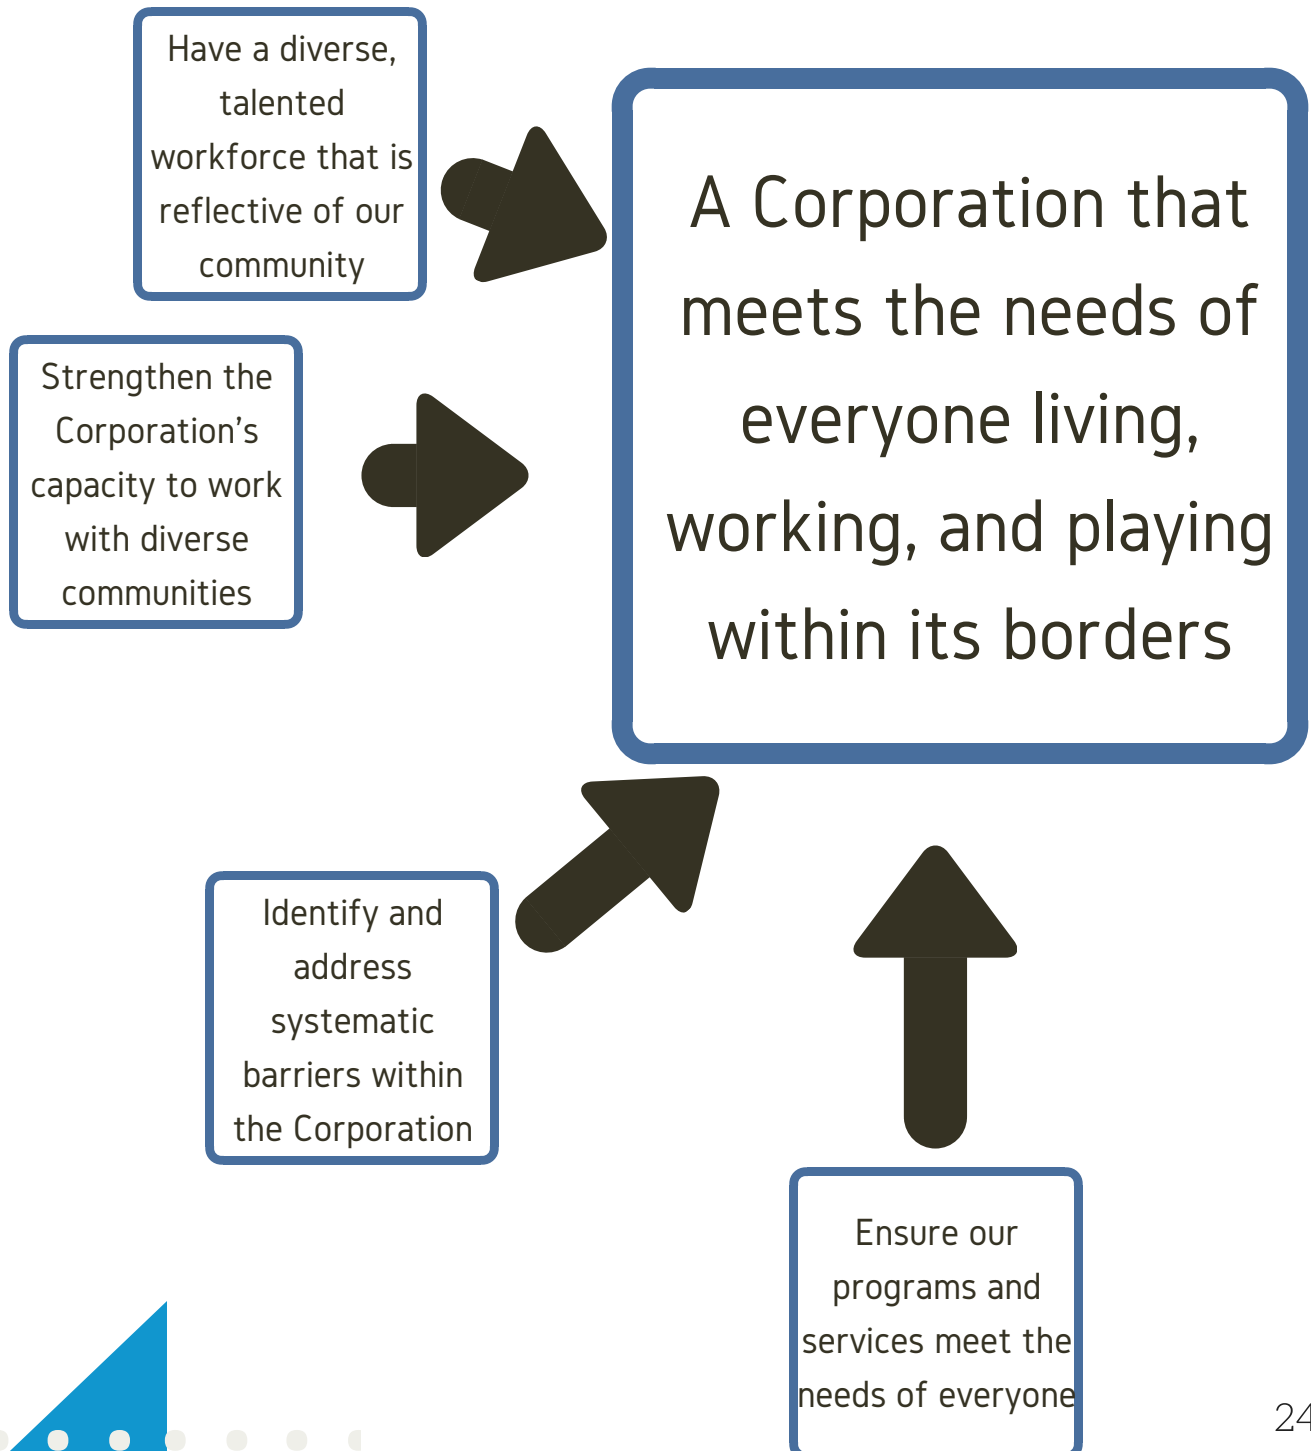 Have a diverse,
talented
workforce that is
reflective of our
community
A Corporation that
meets the needs of
everyone living,
working, and playing
within its borders
Strengthen the
Corporation’s
capacity to work
with diverse
communities
Identify and
address
systematic
barriers within
the Corporation
Ensure our
programs and
services meet the
needs of everyone
24